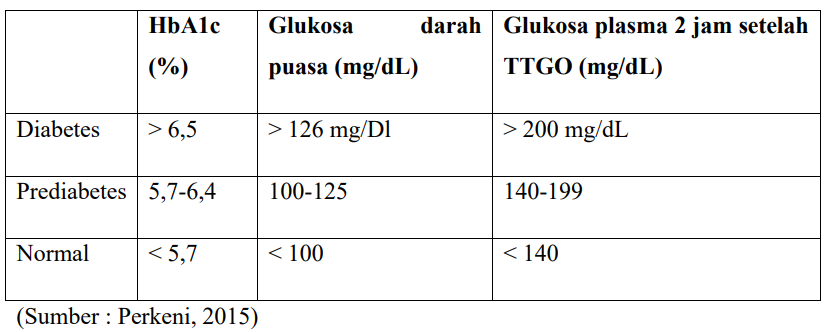 HbA1c (%) Glukosa darah puasa (mg/dL) Glukosa plasma 2 jam setelah TTGO (mg/dL)
Diabetes > 6,5 > 126 mg/Dl > 200 mg/dL
Prediabetes 5,7-6,4 100-125 140-199
Normal < 5,7 < 100 < 140
(Sumber : Perkeni, 2015)